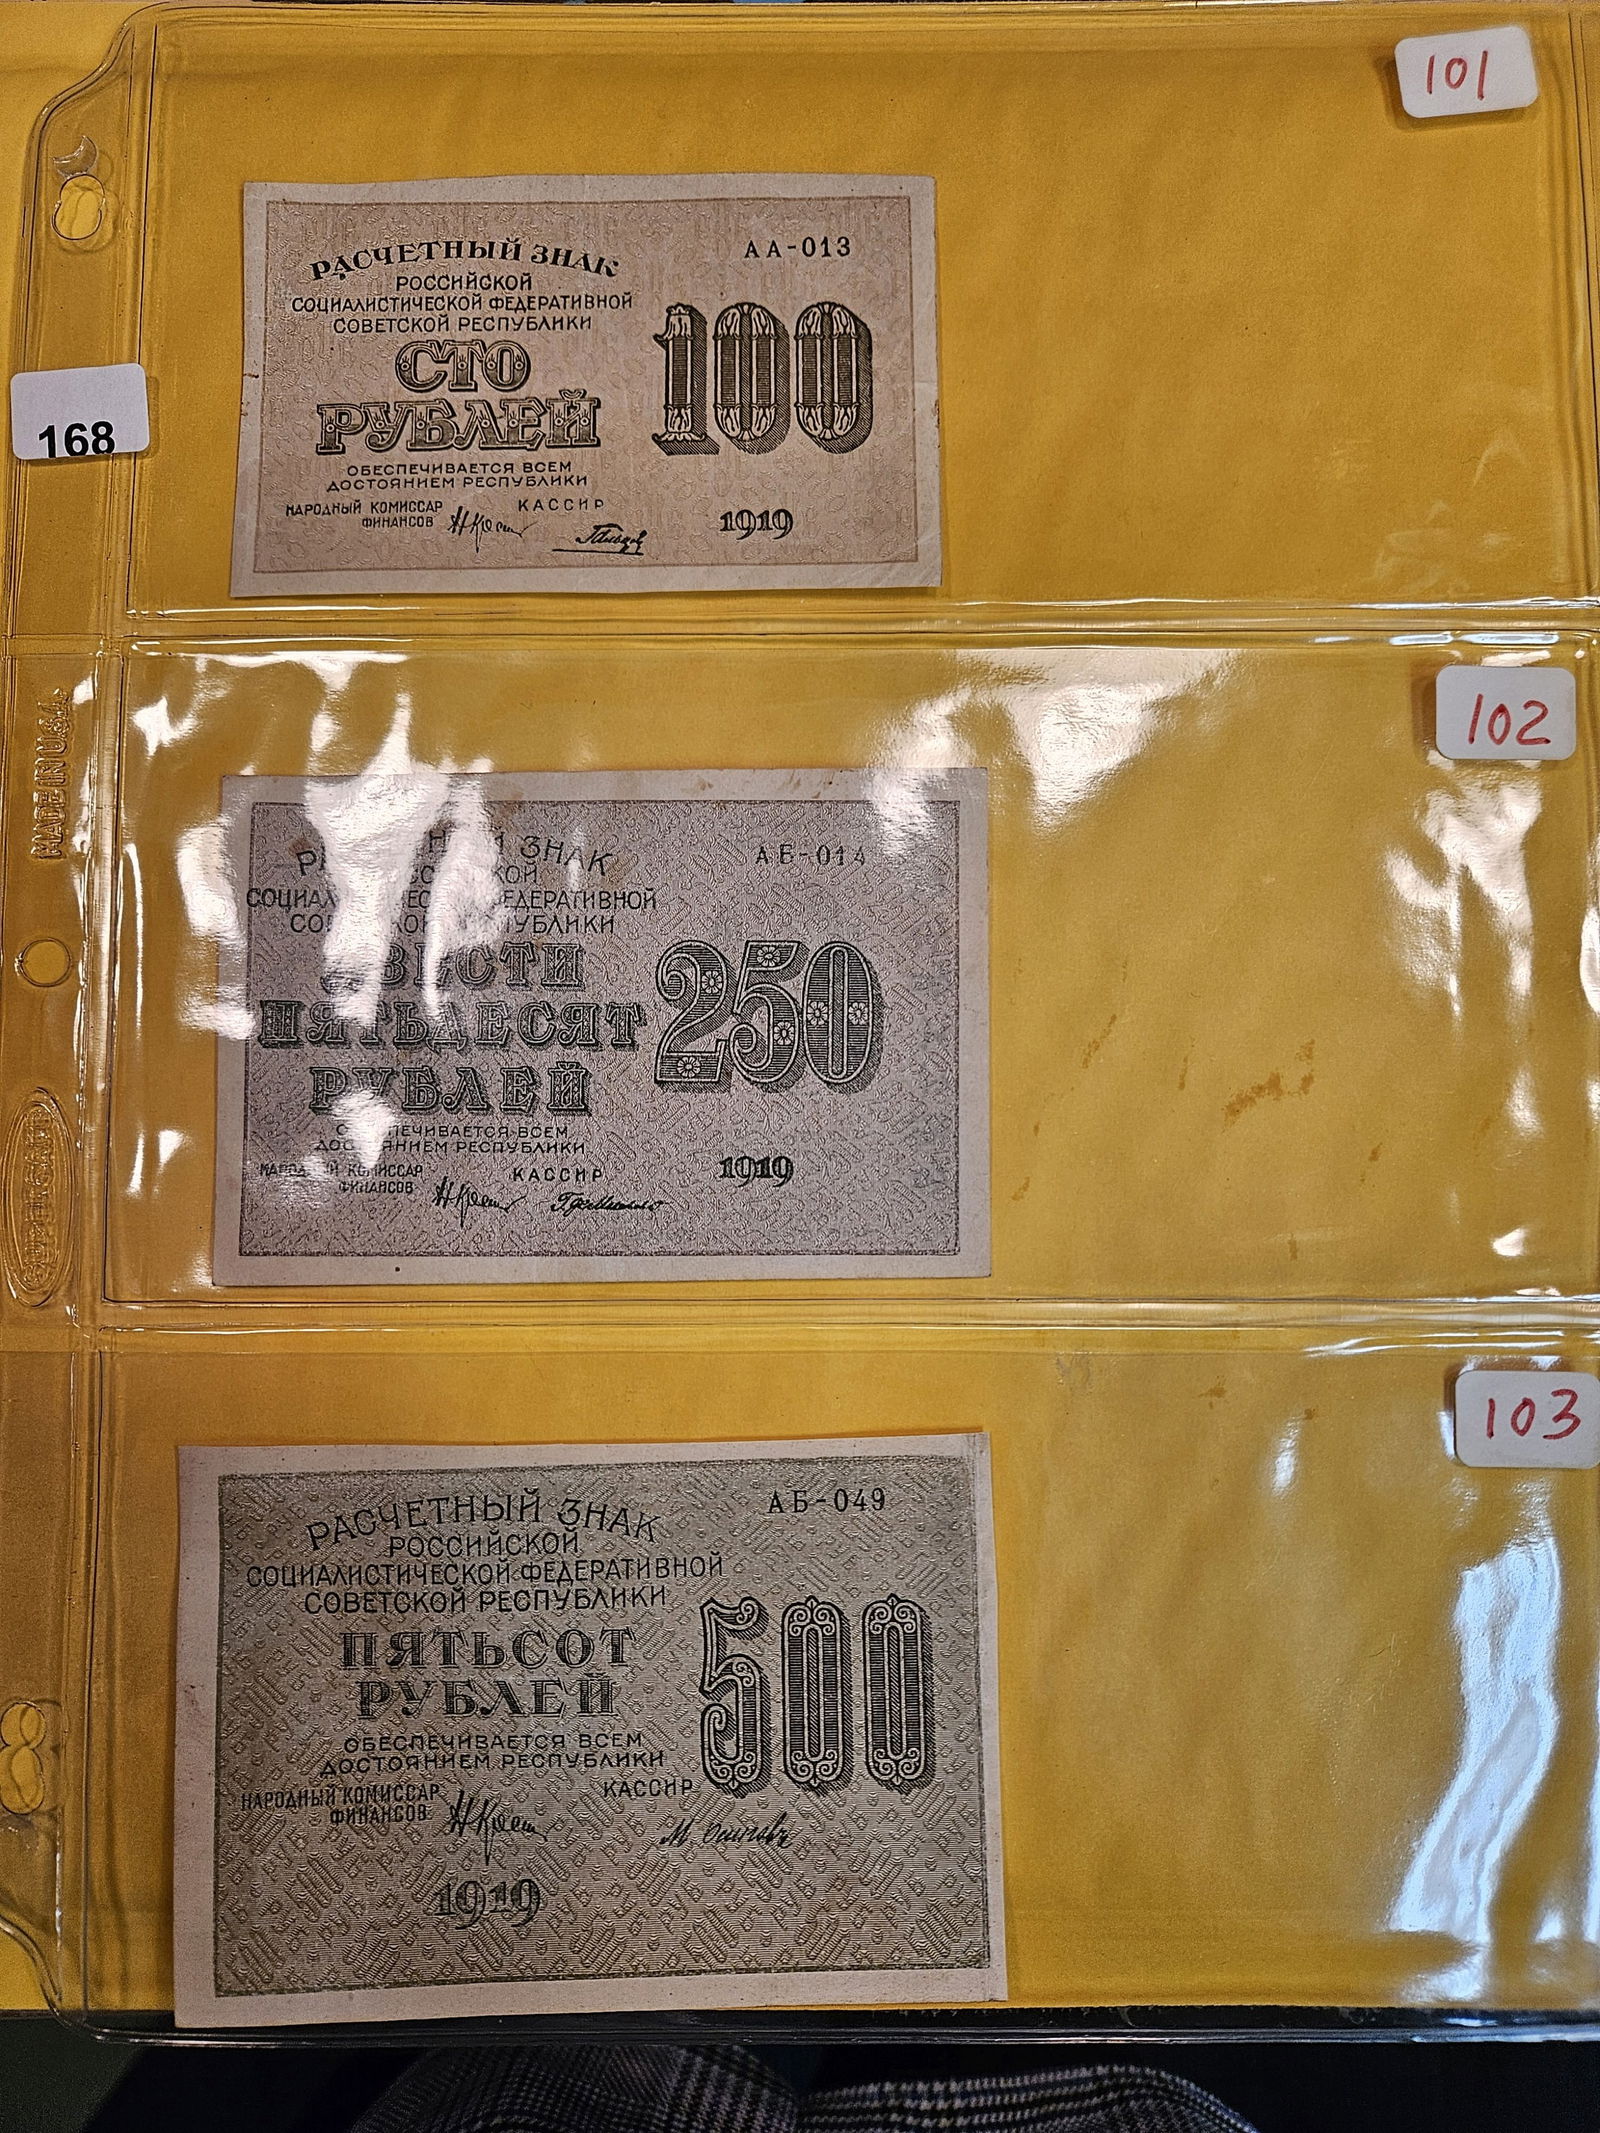 101
РАСЧЕТНЫЙ ЗНАК
АА-013
РОССИЙСКОЙ
СОЦИАЛИСТИЧЕСКОЙ ФЕДЕРАТИВНОЙ
СОВЕТСКОЙ РЕСПУБЛИКИ
СТО
РУБЛЕЙ
100
ОБЕСПЕЧИВАЕТСЯ ВСЕМ
ДОСТОЯНИЕМ РЕСПУБЛИКИ
НАРОДНЫЙ КОМИССАР
ФИНАНСОВ
КАССИР
1919
168
MADE IN U.S.A.
102
ЗНАК
АБ-014
ПЯТЬДЕСЯТ
РУБЛЕЙ
250
ВСЕМ
РЕСПУБЛИКИ
КОМИССАР
ФИНАНСОВ
КАССИР
1919
103
РАСЧЕТНЫЙ ЗНАК
АБ-049
РОССИЙСКОЙ
СОЦИАЛИСТИЧЕСКОЙ ФЕДЕРАТИВНОЙ
СОВЕТСКОЙ РЕСПУБЛИКИ
ПЯТЬСОТ
РУБЛЕЙ
500
ОБЕСПЕЧИВАЕТСЯ ВСЕМ
ДОСТОЯНИЕМ РЕСПУБЛИКИ
НАРОДНЫЙ КОМИССАР
ФИНАНСОВ
КАССИР
1919